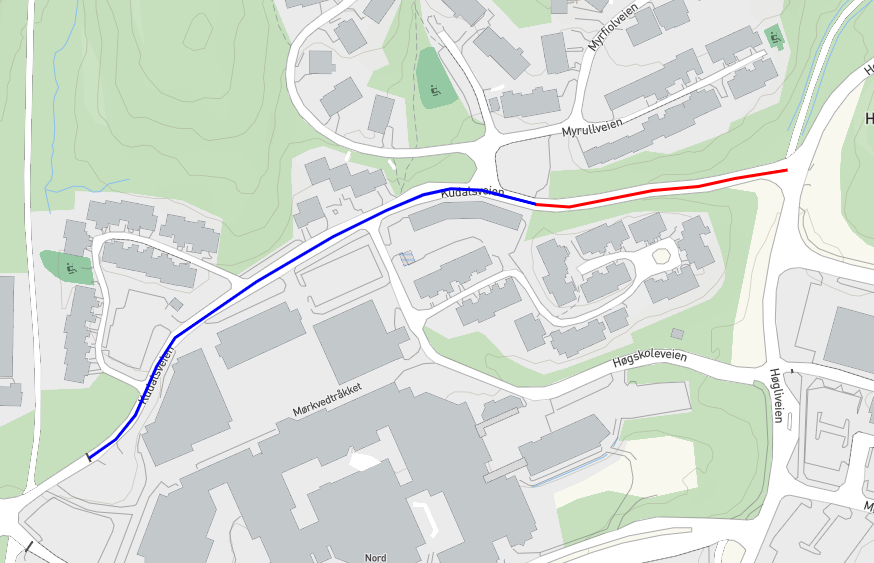 Myrfiolveien
Myrullveien
Kudalsveien
Kudalsveien
Høgskoleveien
Høgliveien
Mørkvedtråkket
Nord